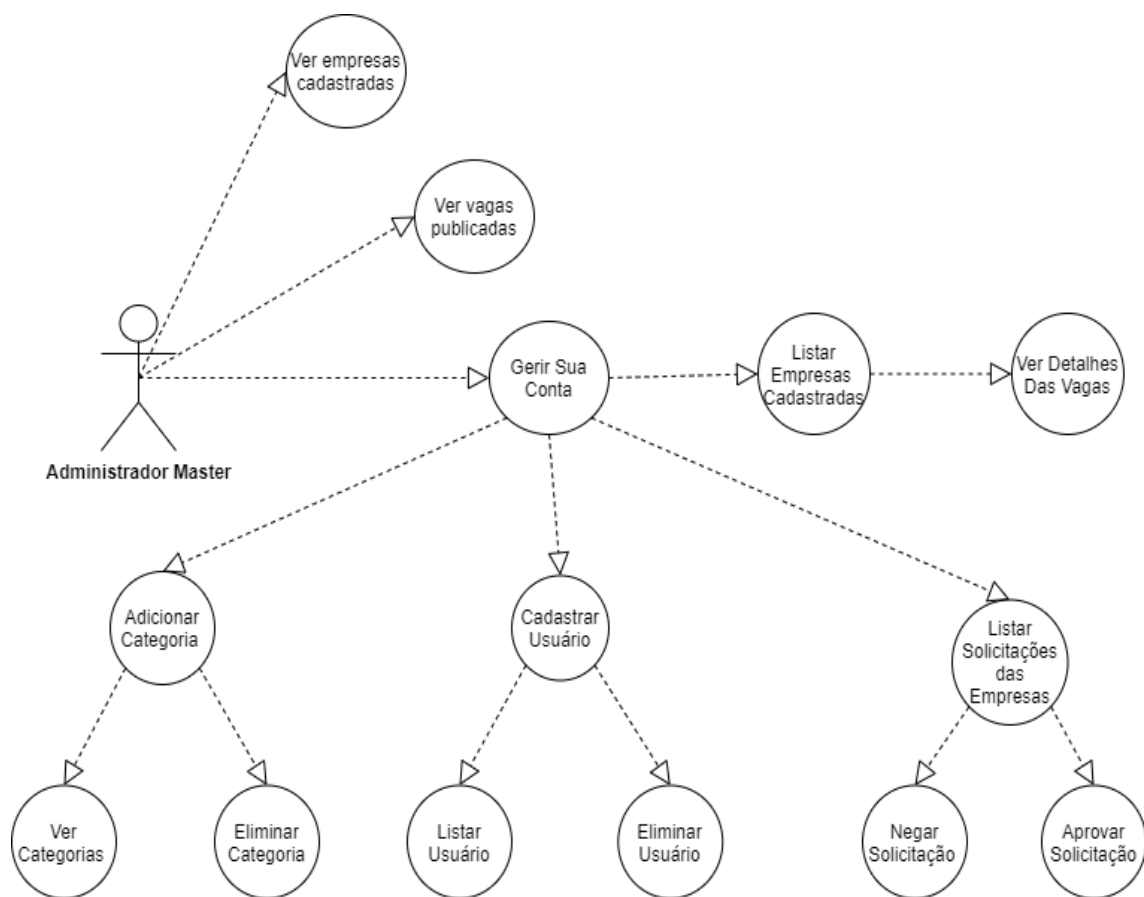 Ver empresas
cadastradas
Ver vagas
publicadas
Administrador Master
Gerir Sua
Conta
Listar
Empresas
Cadastradas
Ver Detalhes
Das Vagas
Adicionar
Categoria
Cadastrar
Usuário
Listar
Solicitações
das
Empresas
Ver
Categorias
Eliminar
Categoria
Listar
Usuário
Eliminar
Usuário
Negar
Solicitação
Aprovar
Solicitação